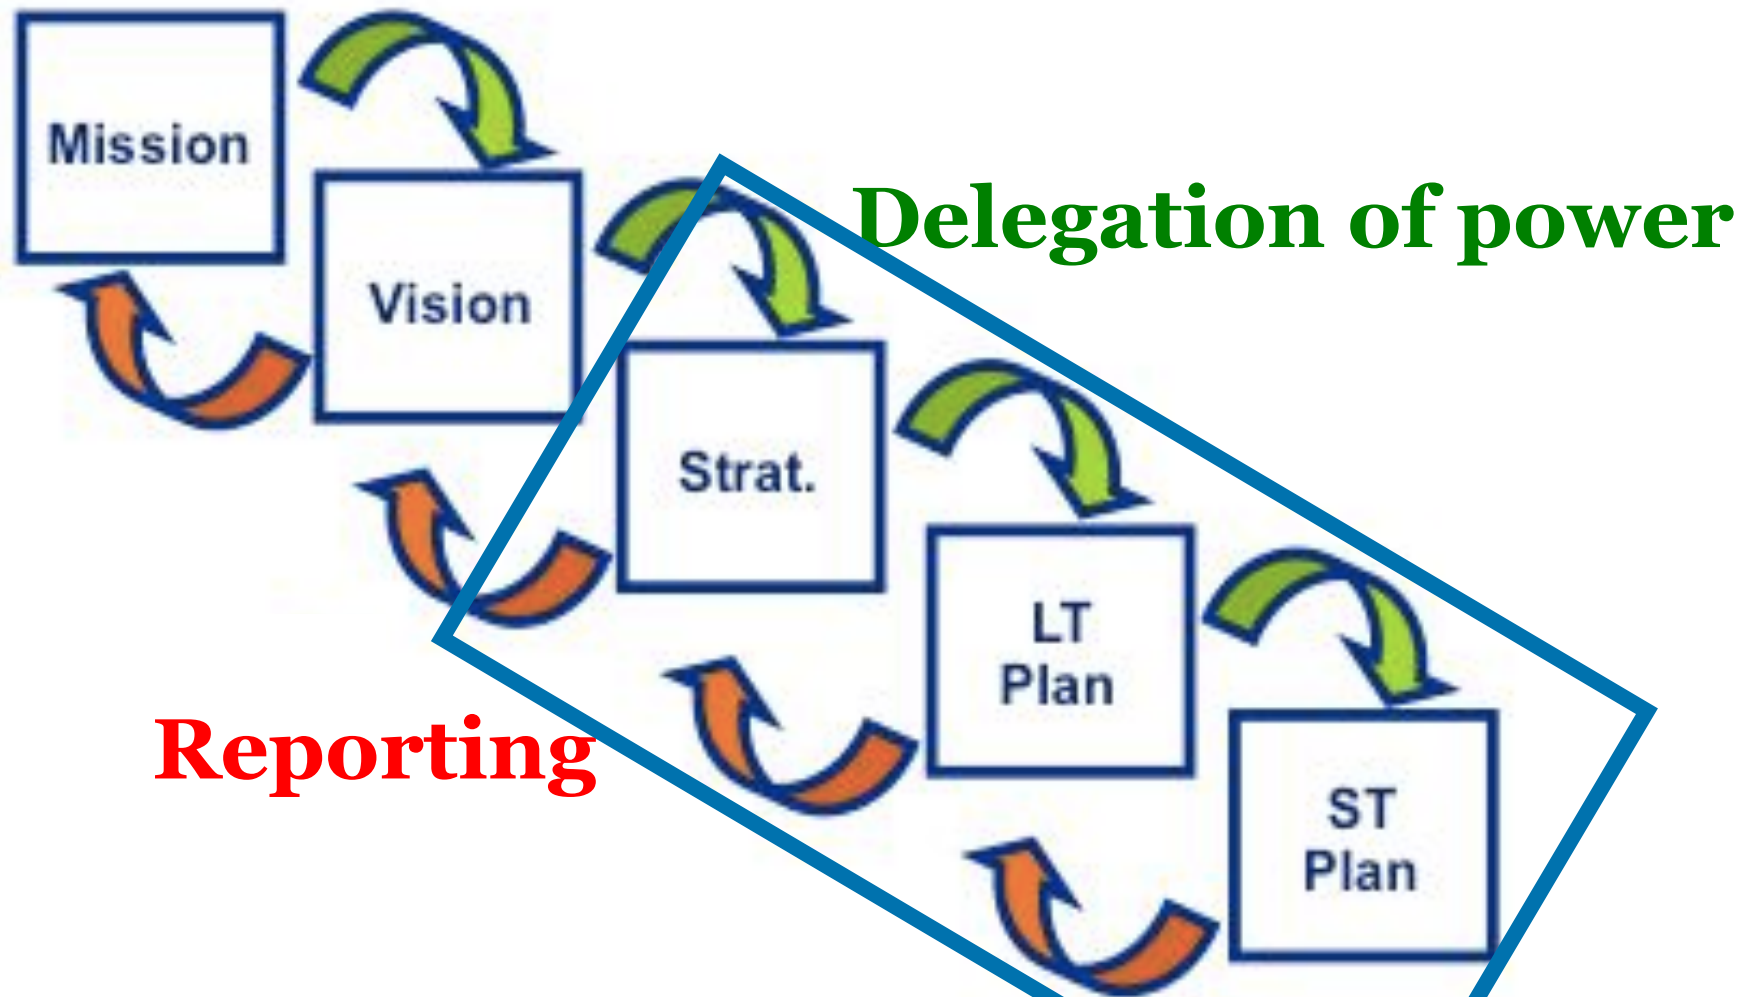 Mission
Delegation of power
Vision
Strat.
LT
Plan
Reporting
ST
Plan